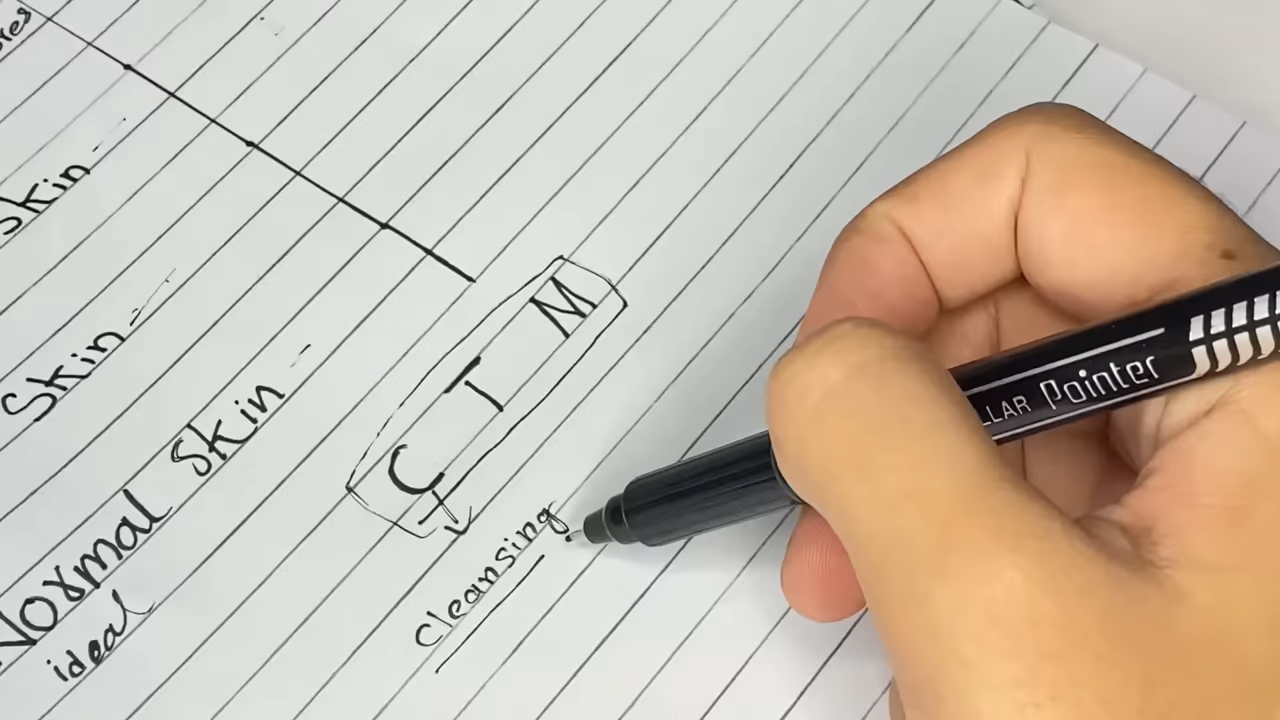 Skin -
Skin -
Normal Skin -
ideal
C T M
Cleansing
Pointer